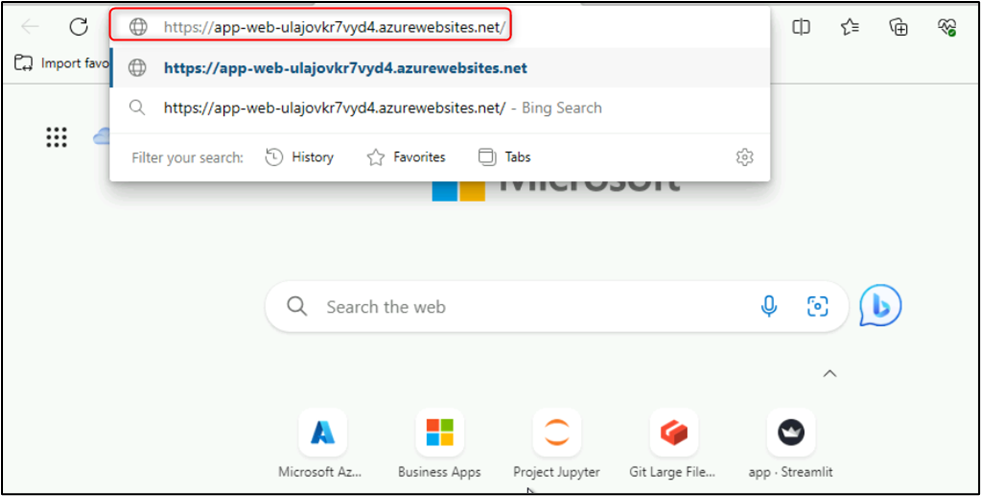 https://app-web-ulajovkr7vyd4.azurewebsites.net/
Import favo
https://app-web-ulajovkr7vyd4.azurewebsites.net
https://app-web-ulajovkr7vyd4.azurewebsites.net/ - Bing Search
Filter your search: History Favorites Tabs
Microsoft
Search the web
Microsoft Az... Business Apps Project Jupyter Git Large File... app · Streamlit